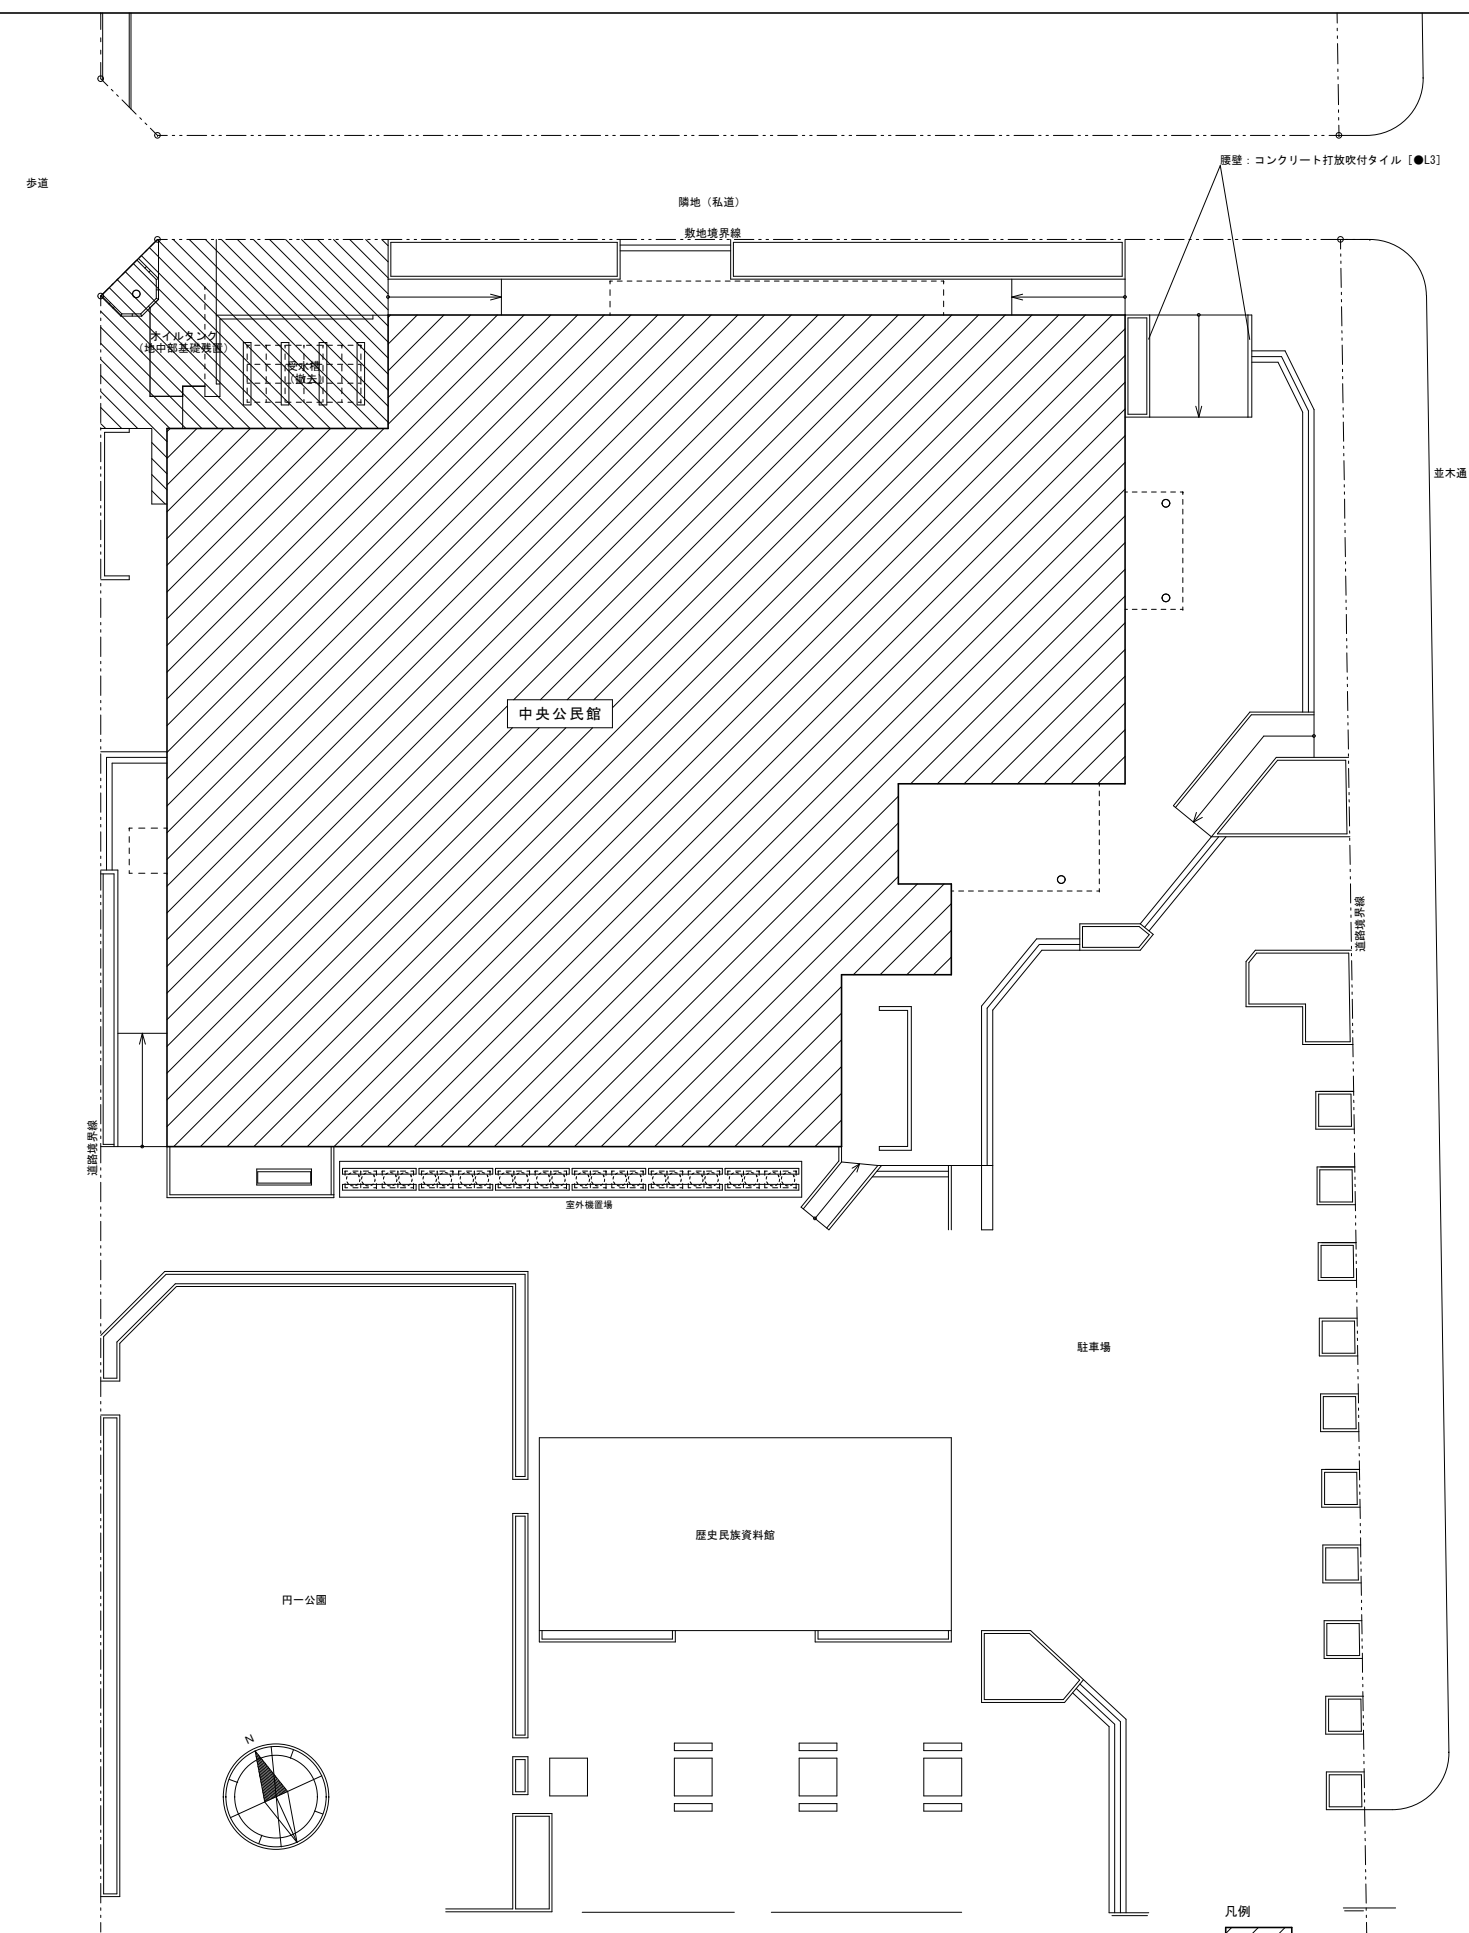 腰壁：コンクリート打放吹付タイル［●L3］
歩道
隣地（私道）
敷地境界線
オイルタンク
（地中部基礎残置）
受水槽
（撤去）
並木通
中央公民館
道路境界線
道路境界線
室外機置場
駐車場
歴史民族資料館
円一公園
N
凡例